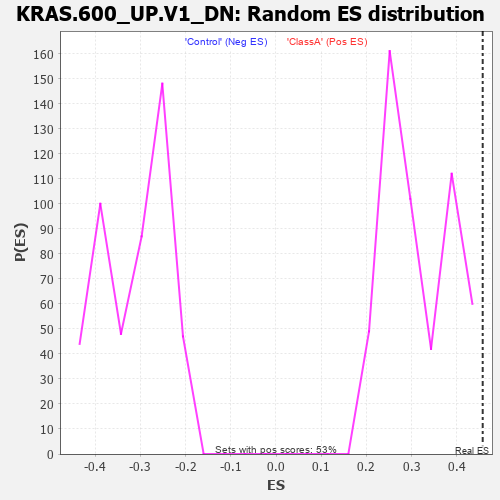 KRAS.600_UP.V1_DN: Random ES distribution
'Control' (Neg ES) 'ClassA' (Pos ES)
160
150
140
130
120
110
100
90
80
70
60
50
40
30
20
10
0
P(ES)
Sets with pos scores: 53%
Real ES
-0.4 -0.3 -0.2 -0.1 0.0 0.1 0.2 0.3 0.4
ES